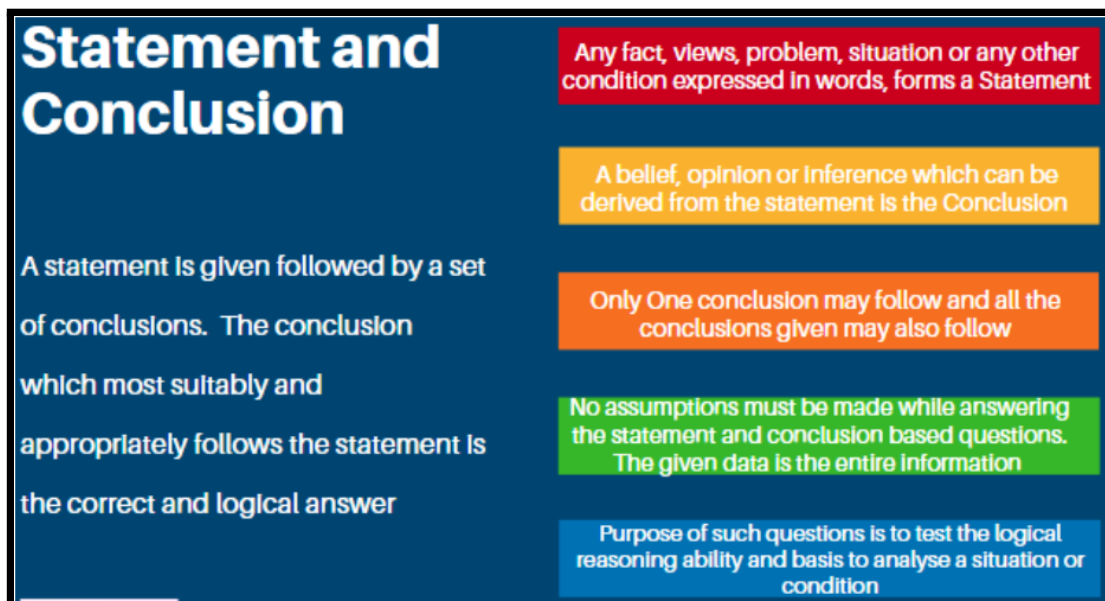 Statement and
Conclusion
A statement is given followed by a set
of conclusions. The conclusion
which most suitably and
appropriately follows the statement is
the correct and logical answer
Any fact, views, problem, situation or any other
condition expressed in words, forms a Statement
A belief, opinion or inference which can be
derived from the statement is the Conclusion
Only One conclusion may follow and all the
conclusions given may also follow
No assumptions must be made while answering
the statement and conclusion based questions.
The given data is the entire information
Purpose of such questions is to test the logical
reasoning ability and basis to analyse a situation or
condition